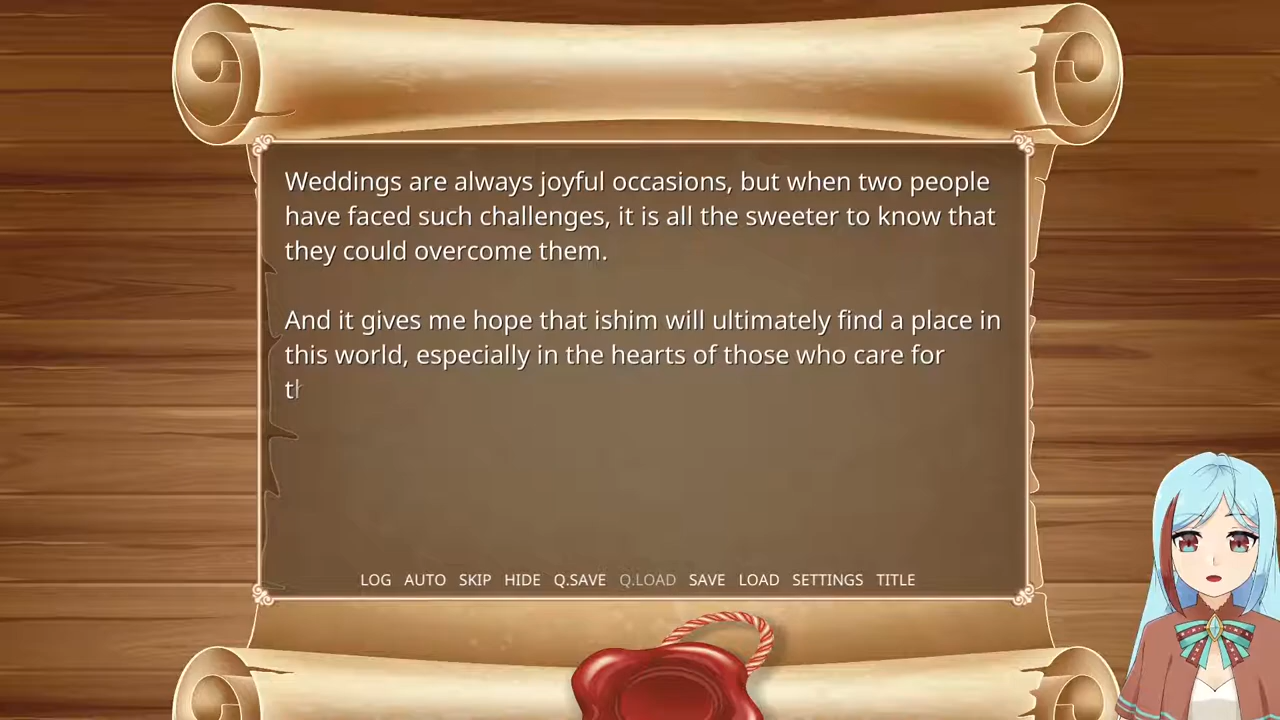 Weddings are always joyful occasions, but when two people
have faced such challenges, it is all the sweeter to know that
they could overcome them.
And it gives me hope that ishim will ultimately find a place in
this world, especially in the hearts of those who care for
th
LOG AUTO SKIP HIDE Q.SAVE Q.LOAD SAVE LOAD SETTINGS TITLE